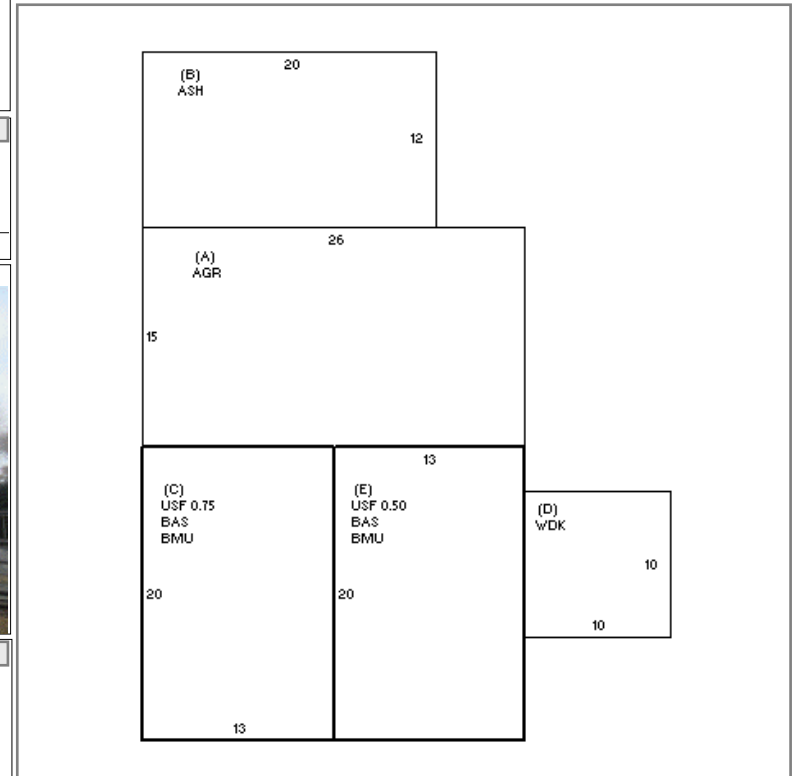 20
(B)
ASH
12
26
(A)
AGR
15
13
(C)
USF 0.75
BAS
BMU
(E)
USF 0.50
BAS
BMU
(D)
WDK
10
20
20
10
13